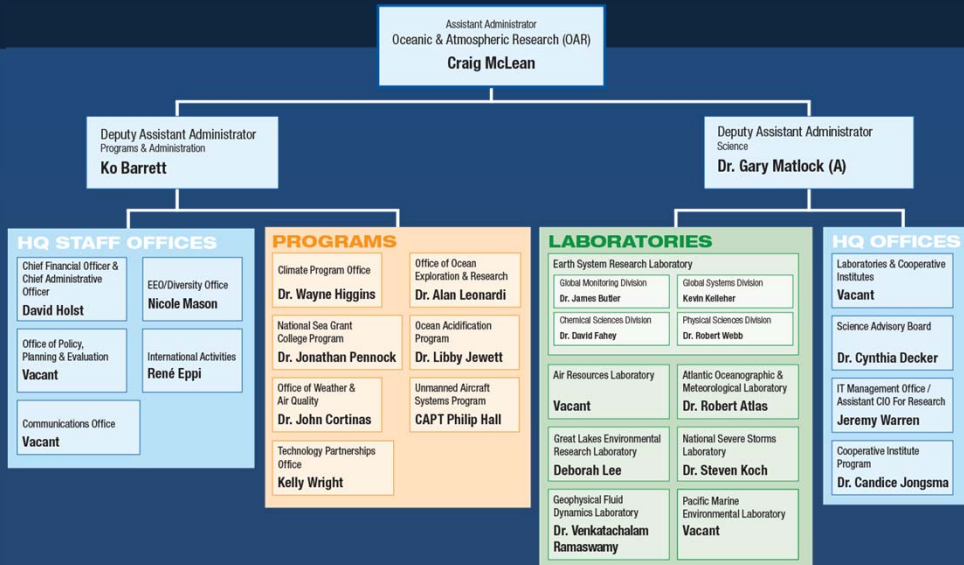 Assistant Administrator
Oceanic & Atmospheric Research (OAR)
Craig McLean
Deputy Assistant Administrator
Programs & Administration
Ko Barrett
Deputy Assistant Administrator
Science
Dr. Gary Matlock (A)
HQ STAFF OFFICES
Chief Financial Officer &
Chief Administrative
Officer
David Holst
EEO/Diversity Office
Nicole Mason
Office of Policy,
Planning & Evaluation
Vacant
International Activities
René Eppi
Communications Office
Vacant
PROGRAMS
Climate Program Office
Dr. Wayne Higgins
Office of Ocean
Exploration & Research
Dr. Alan Leonardi
National Sea Grant
College Program
Dr. Jonathan Pennock
Ocean Acidification
Program
Dr. Libby Jewett
Office of Weather &
Air Quality
Dr. John Cortinas
Unmanned Aircraft
Systems Program
CAPT Philip Hall
Technology Partnerships
Office
Kelly Wright
LABORATORIES
Earth System Research Laboratory
Global Monitoring Division
Dr. James Butler
Global Systems Division
Kevin Kelleher
Chemical Sciences Division
Dr. David Fahey
Physical Sciences Division
Dr. Robert Webb
Air Resources Laboratory
Vacant
Atlantic Oceanographic &
Meteorological Laboratory
Dr. Robert Atlas
Great Lakes Environmental
Research Laboratory
Deborah Lee
National Severe Storms
Laboratory
Dr. Steven Koch
Geophysical Fluid
Dynamics Laboratory
Dr. Venkatachalam
Ramaswamy
Pacific Marine
Environmental Laboratory
Vacant
HQ OFFICES
Laboratories & Cooperative
Institutes
Vacant
Science Advisory Board
Dr. Cynthia Decker
IT Management Office /
Assistant CIO For Research
Jeremy Warren
Cooperative Institute
Program
Dr. Candice Jongsma